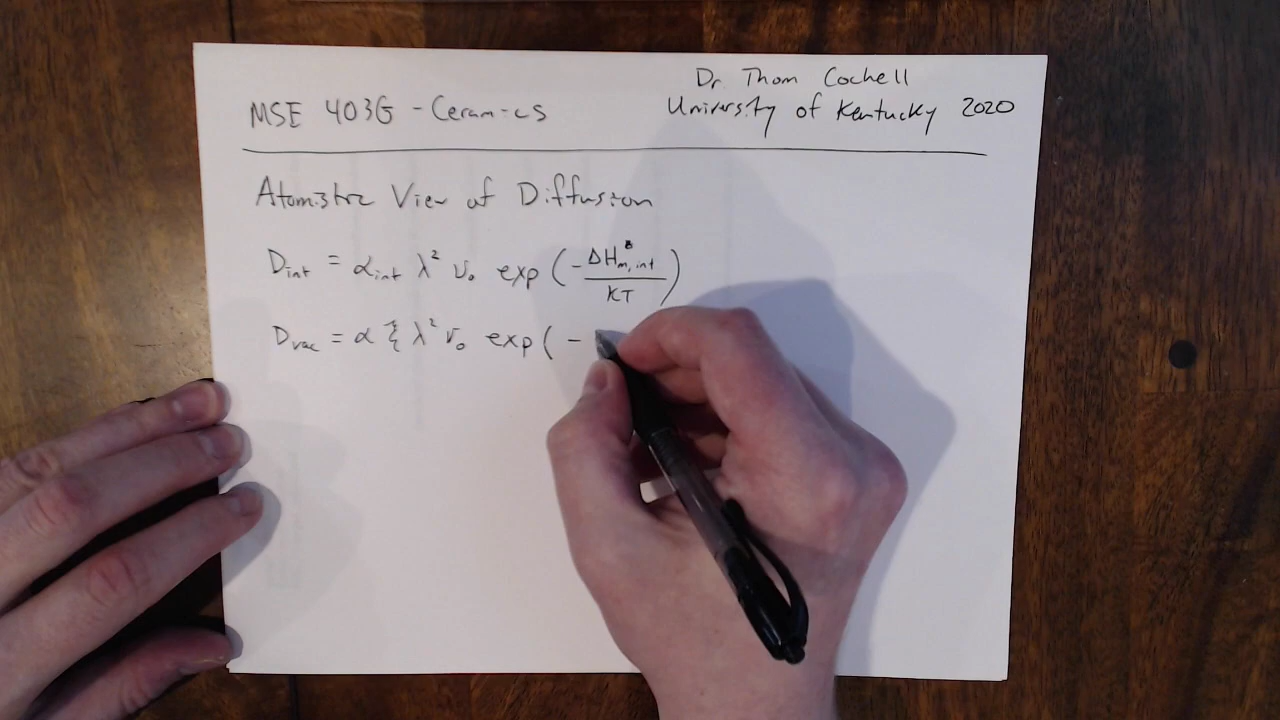 Dr. Thom Cochell
MSE 403G - Ceramics
University of Kentucky 2020
Atomistic View of Diffusion
D_int = α_int λ² ν₀ exp(-ΔH*_m,int / kT)
D_vac = α ξ λ² ν₀ exp( -